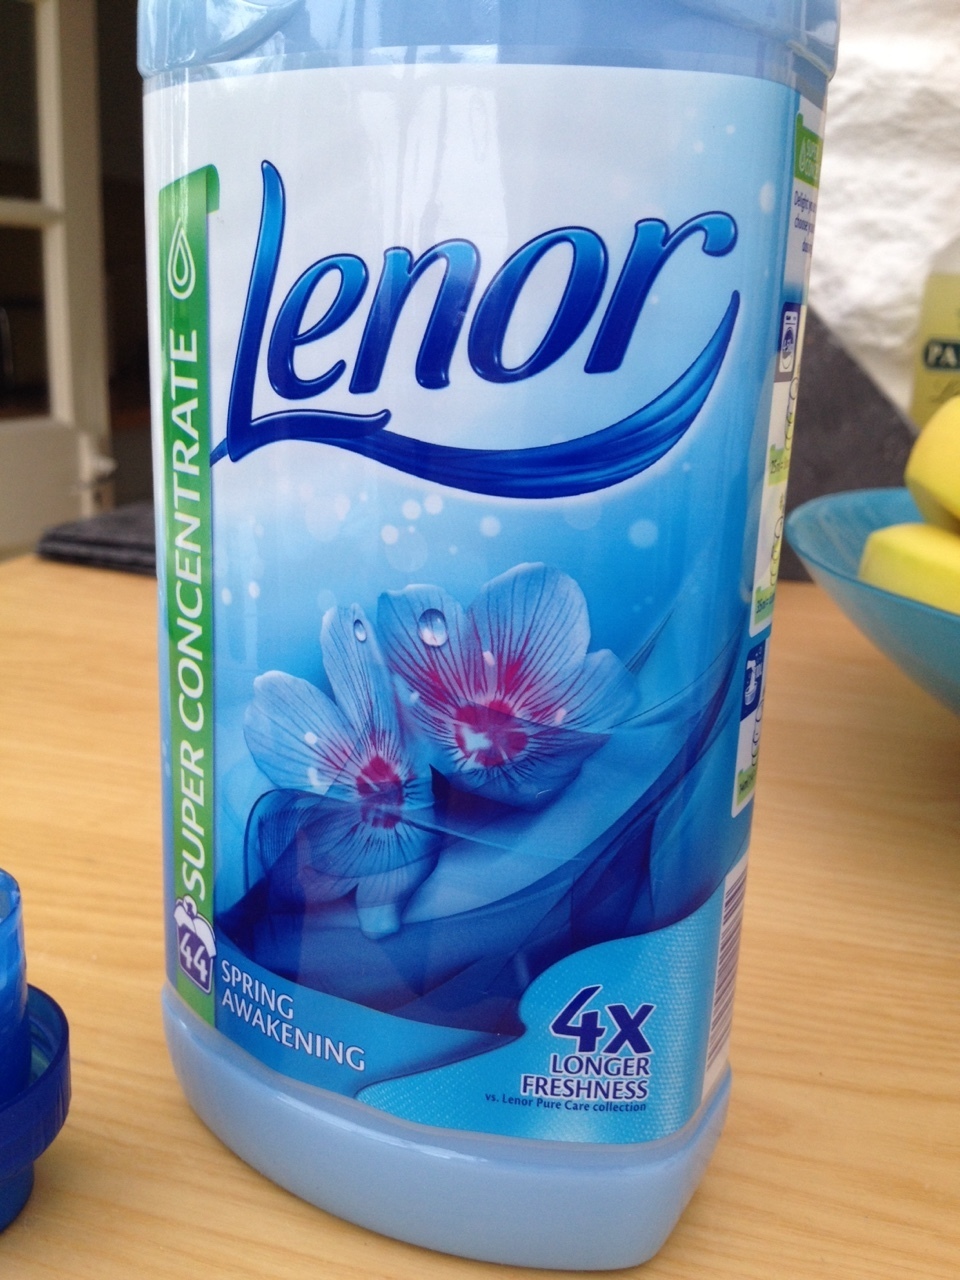 Lenor
SUPER CONCENTRATE
44
SPRING
AWAKENING
4x
LONGER
FRESHNESS
vs. Lenor Pure Care collection